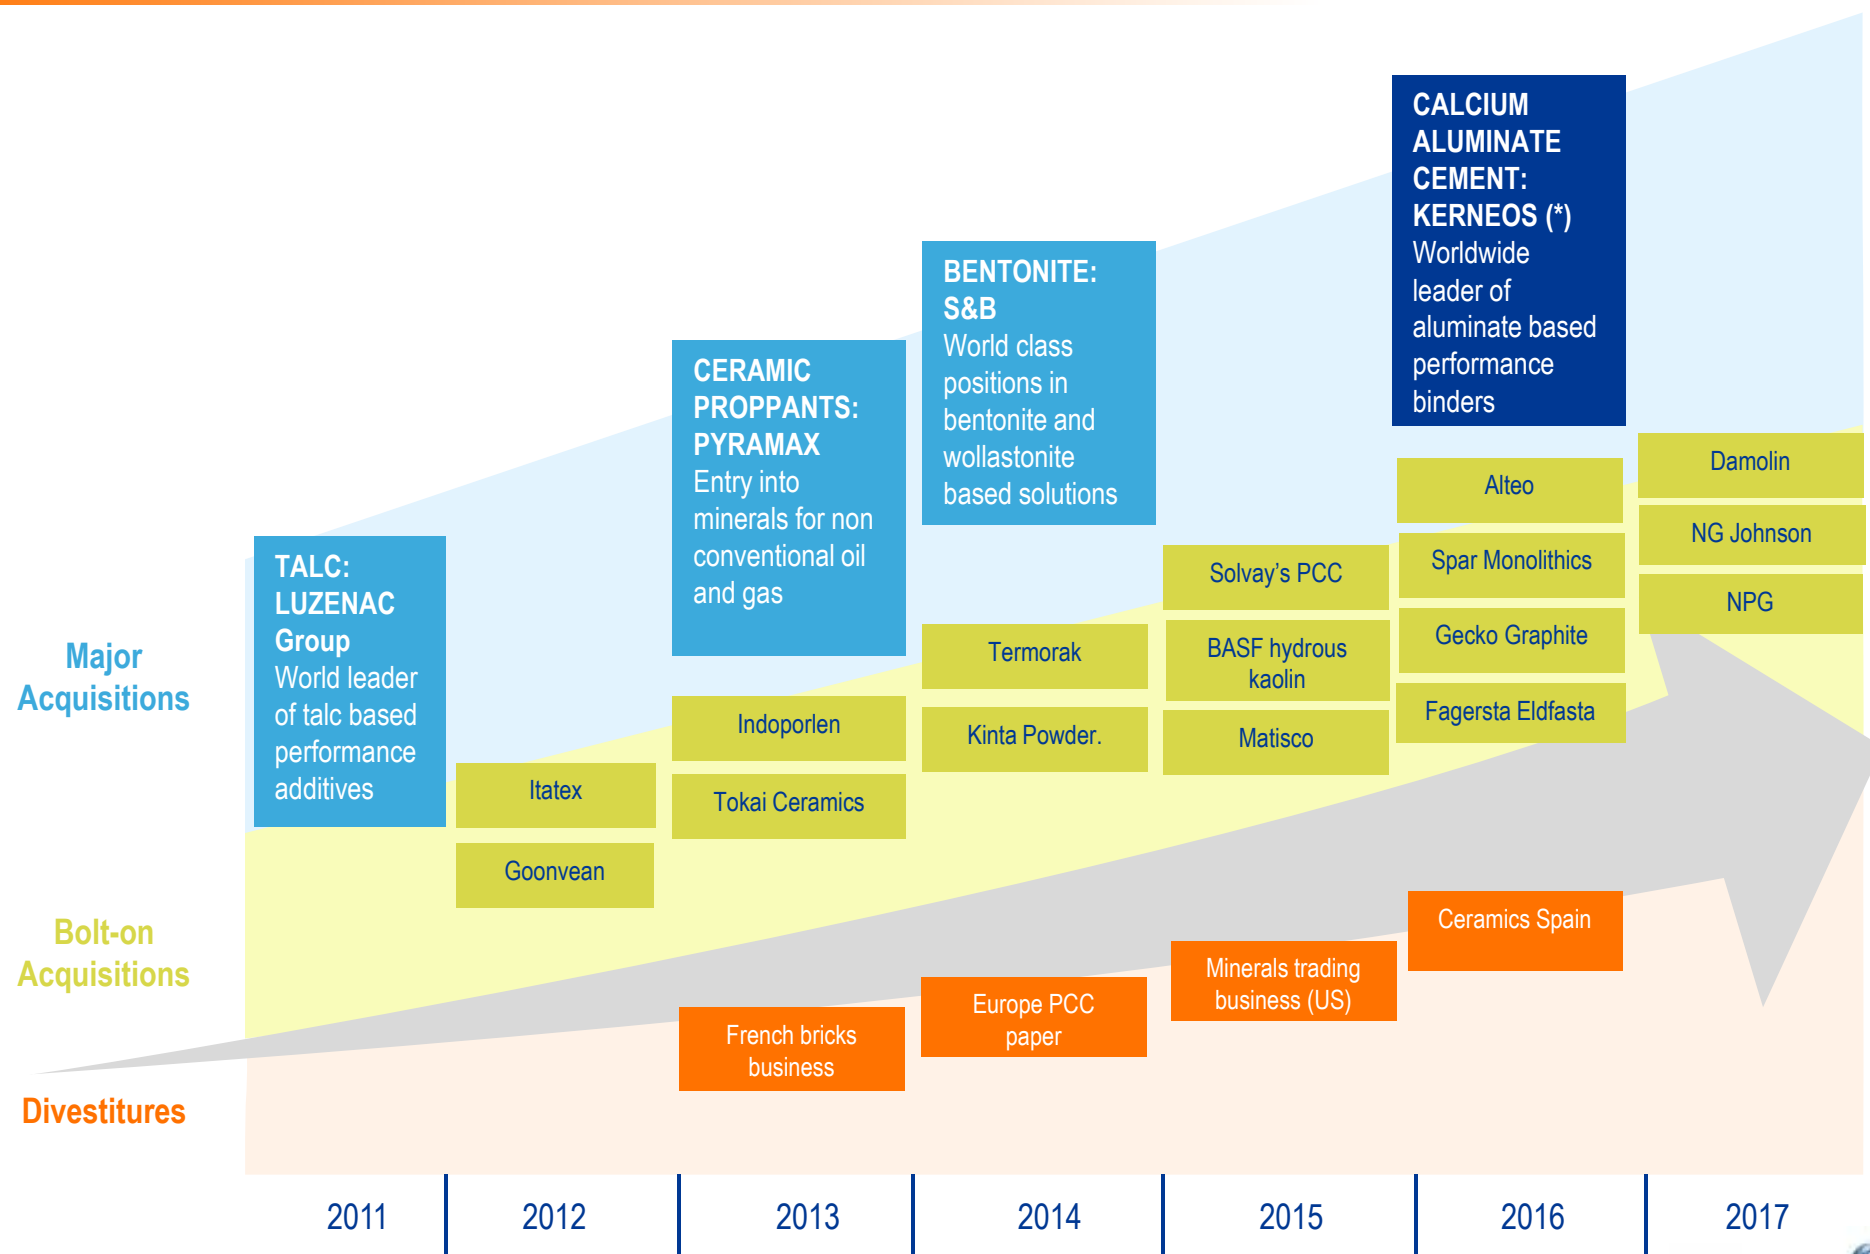 CALCIUM
ALUMINATE
CEMENT:
KERNEOS (*)
Worldwide
leader of
aluminate based
performance
binders
BENTONITE:
S&B
World class
positions in
bentonite and
wollastonite
based solutions
CERAMIC
PROPPANTS:
PYRAMAX
Entry into
minerals for non
conventional oil
and gas
TALC:
LUZENAC
Group
World leader
of talc based
performance
additives
Major
Acquisitions
Damolin
NG Johnson
NPG
Alteo
Spar Monolithics
Gecko Graphite
Fagersta Eldfasta
Solvay’s PCC
BASF hydrous
kaolin
Matisco
Termorak
Kinta Powder.
Indoporlen
Tokai Ceramics
Itatex
Goonvean
Bolt-on
Acquisitions
Ceramics Spain
Minerals trading
business (US)
Europe PCC
paper
French bricks
business
Divestitures
2011
2012
2013
2014
2015
2016
2017